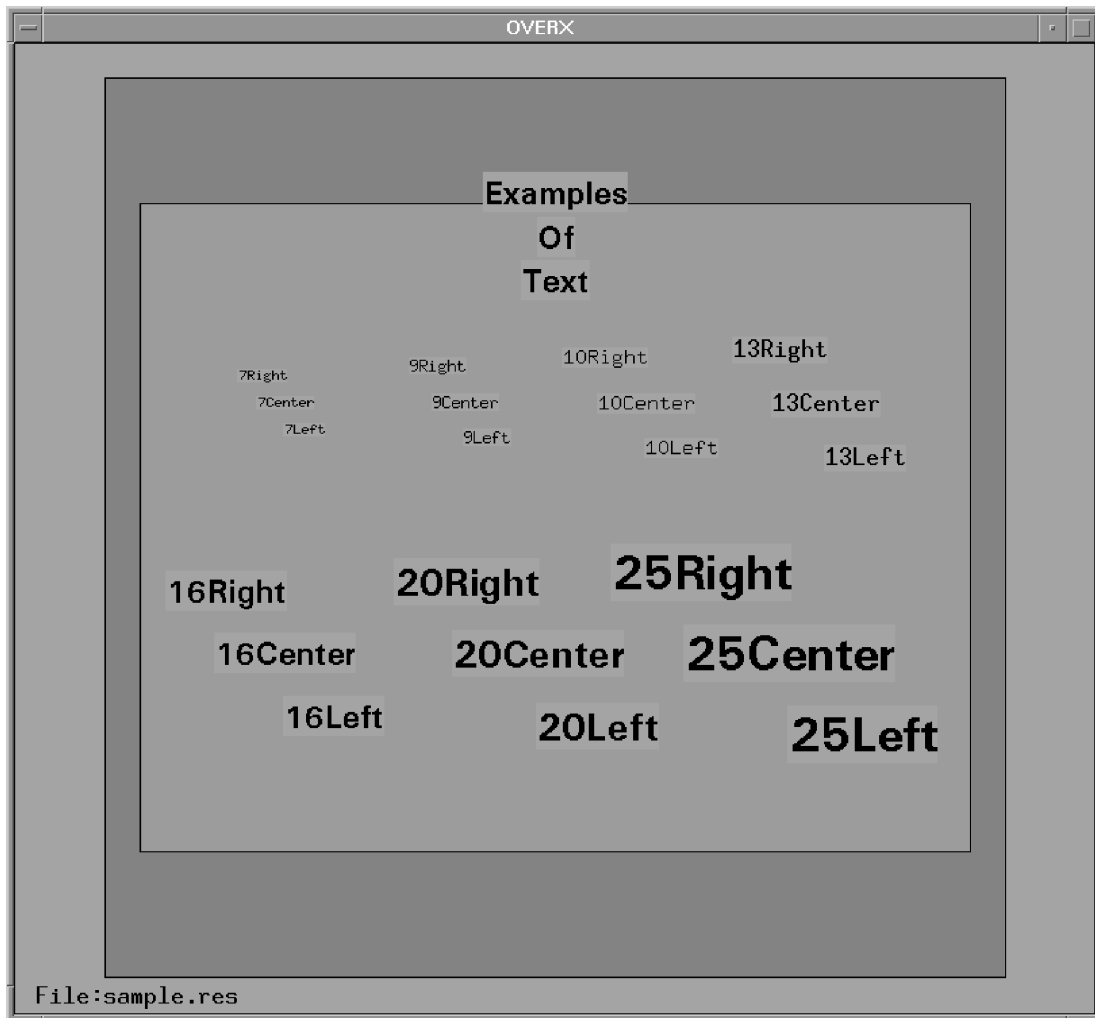 OVERX
Examples
Of
Text
7Right 9Right 10Right 13Right
7Center 9Center 10Center 13Center
7Left 9Left 10Left 13Left
16Right 20Right 25Right
16Center 20Center 25Center
16Left 20Left 25Left
File:sample.res